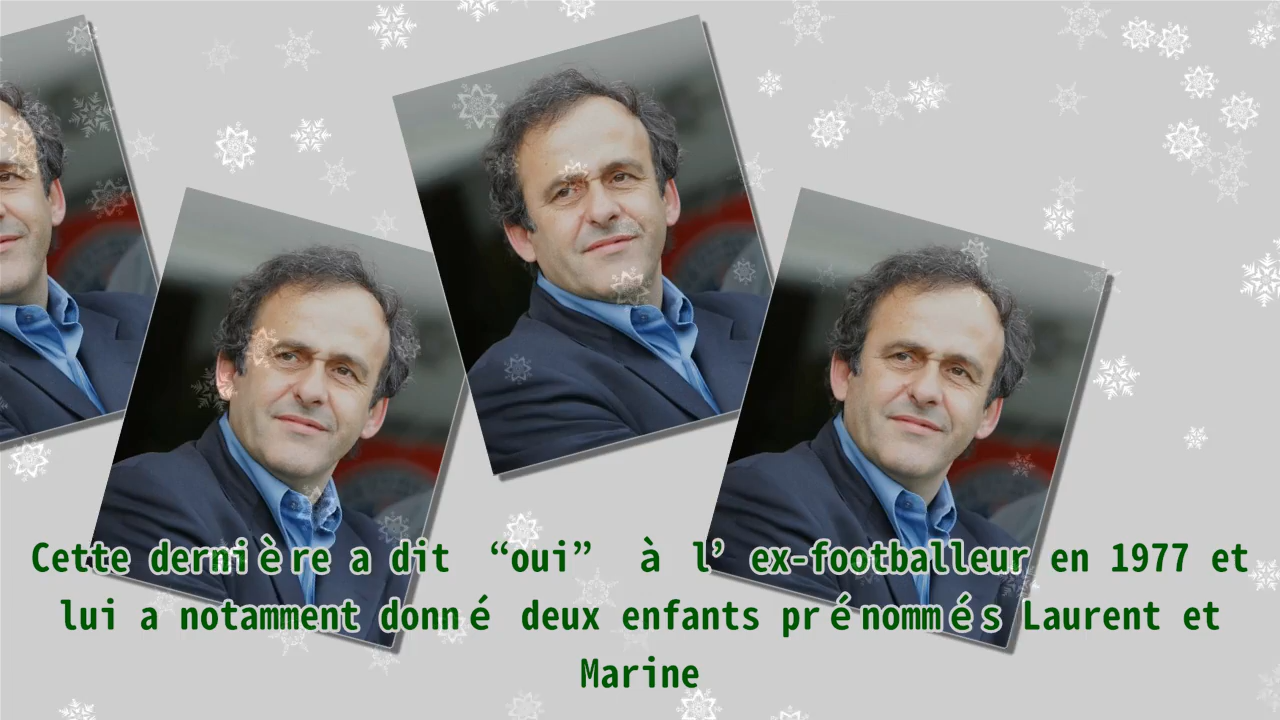 Cette dernière a dit “oui” à l’ex-footballeur en 1977 et
lui a notamment donné deux enfants prénommés Laurent et
Marine